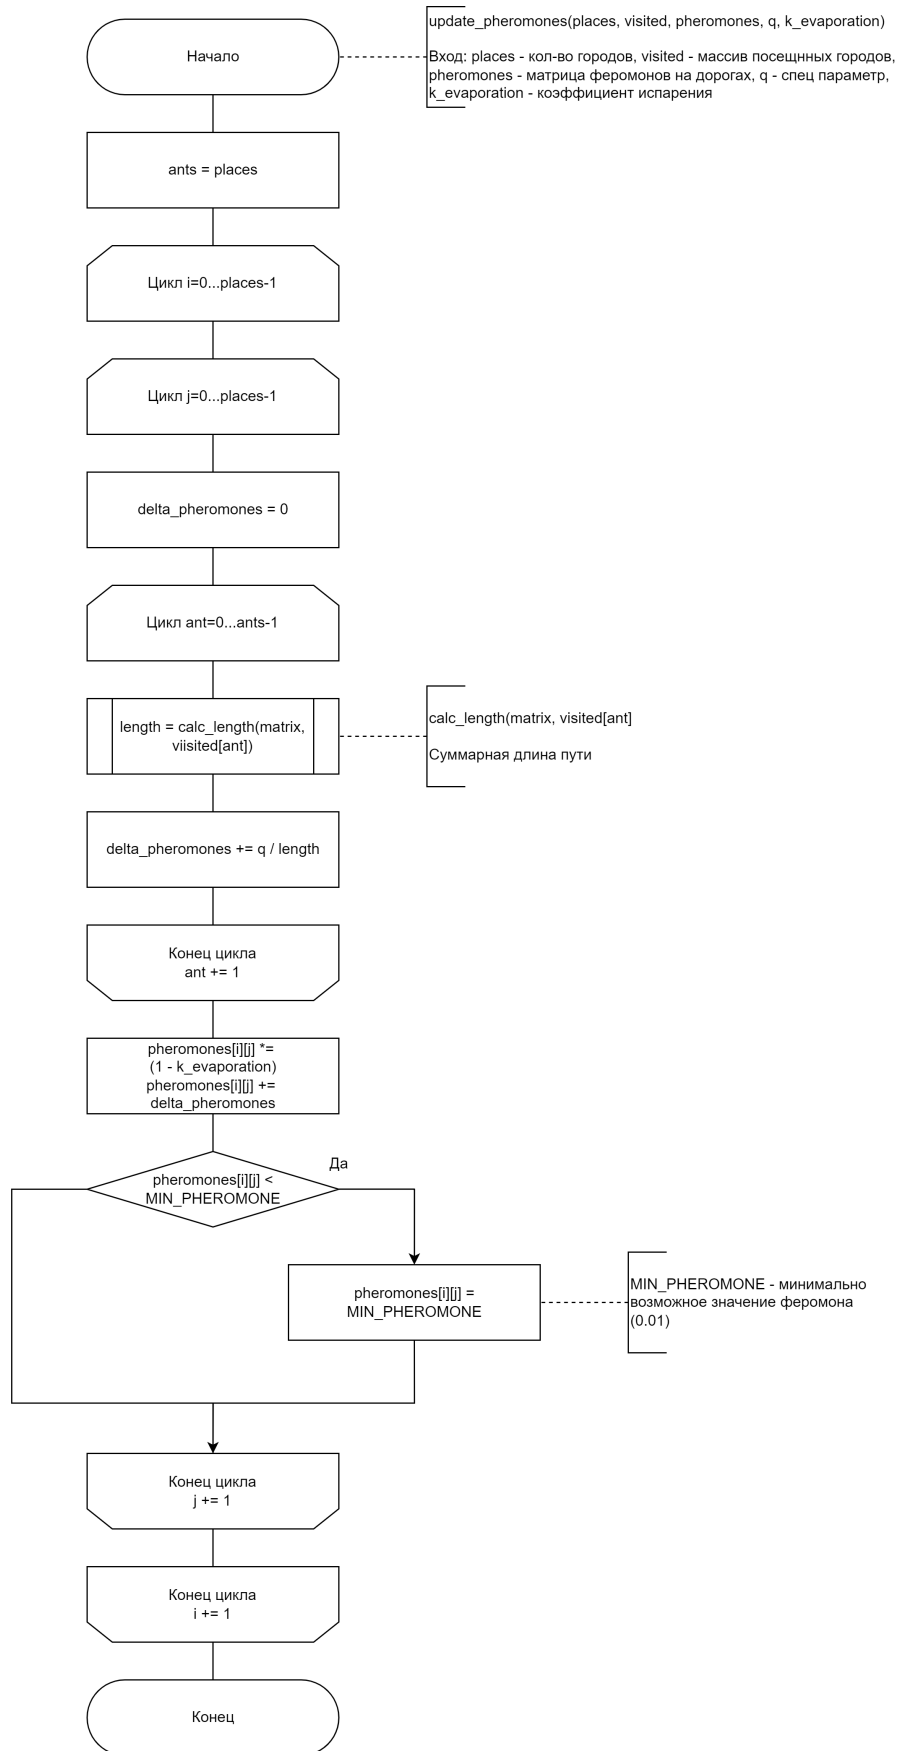 Начало
update_pheromones(places, visited, pheromones, q, k_evaporation)
Вход: places - кол-во городов, visited - массив посещнных городов,
pheromones - матрица феромонов на дорогах, q - спец параметр,
k_evaporation - коэффициент испарения
ants = places
Цикл i=0...places-1
Цикл j=0...places-1
delta_pheromones = 0
Цикл ant=0...ants-1
length = calc_length(matrix,
viisited[ant])
calc_length(matrix, visited[ant]
Суммарная длина пути
delta_pheromones += q / length
Конец цикла
ant += 1
pheromones[i][j] *=
(1 - k_evaporation)
pheromones[i][j] +=
delta_pheromones
Да
pheromones[i][j] <
MIN_PHEROMONE
pheromones[i][j] =
MIN_PHEROMONE
MIN_PHEROMONE - минимально
возможное значение феромона
(0.01)
Конец цикла
j += 1
Конец цикла
i += 1
Конец